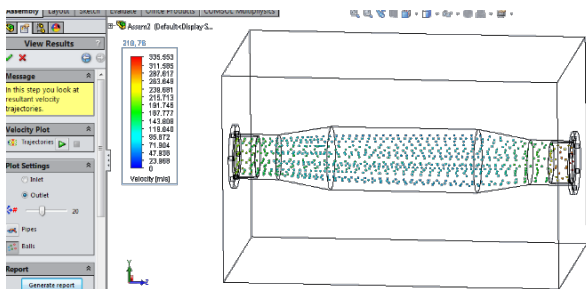 Assembly Layout Sketch Evaluate Office Products COMSOL Multiphysics
Assem2 (Default<Display S...
View Results ?
Message
In this step you look at
resultant velocity
trajectories.
Velocity Plot
Trajectories
Plot Settings
Inlet
Outlet
20
Pipes
Balls
Report
Generate report
335.553
311.585
287.617
263.649
239.681
215.713
191.745
167.777
143.808
119.840
95.872
71.904
47.936
23.968
0
Velocity [m/s]
Y
Z